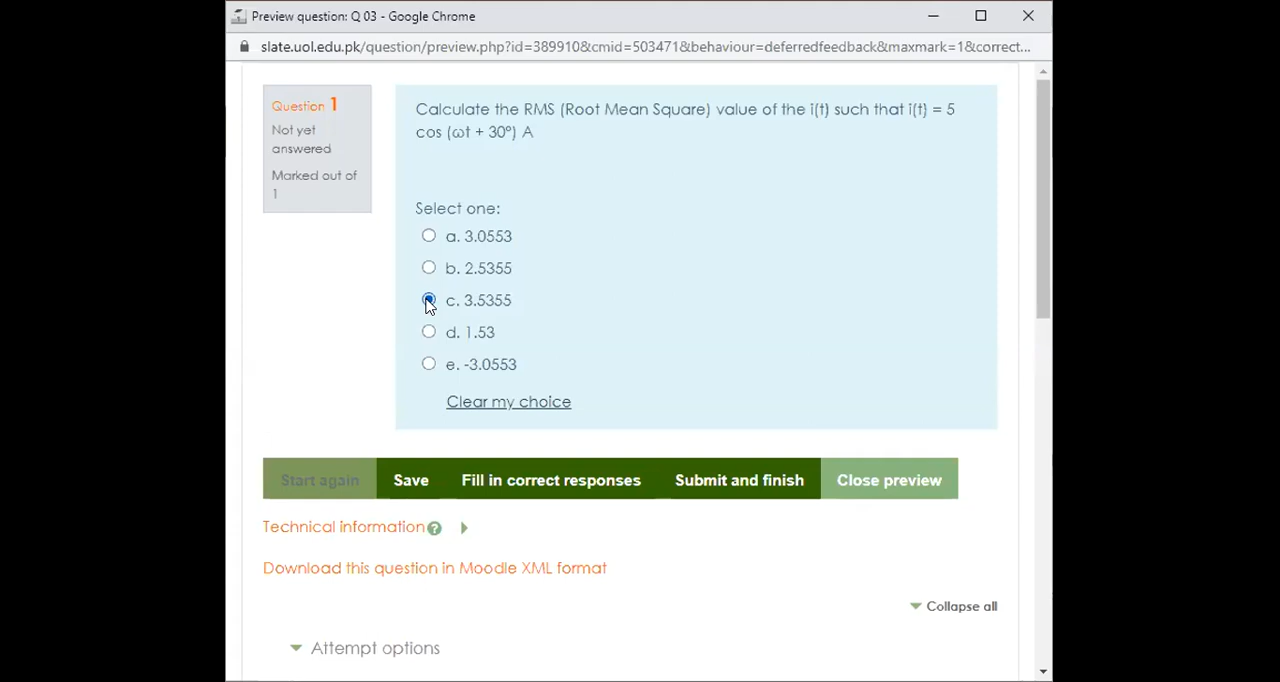 Preview question: Q 03 - Google Chrome
slate.uol.edu.pk/question/preview.php?id=389910&cmid=503471&behaviour=deferredfeedback&maxmark=1&correct...
Question 1
Not yet
answered
Marked out of
1
Calculate the RMS (Root Mean Square) value of the i(t) such that i(t) = 5
cos (ωt + 30º) A
Select one:
a. 3.0553
b. 2.5355
c. 3.5355
d. 1.53
e. -3.0553
Clear my choice
Start again Save Fill in correct responses Submit and finish Close preview
Technical information
Download this question in Moodle XML format
Collapse all
Attempt options